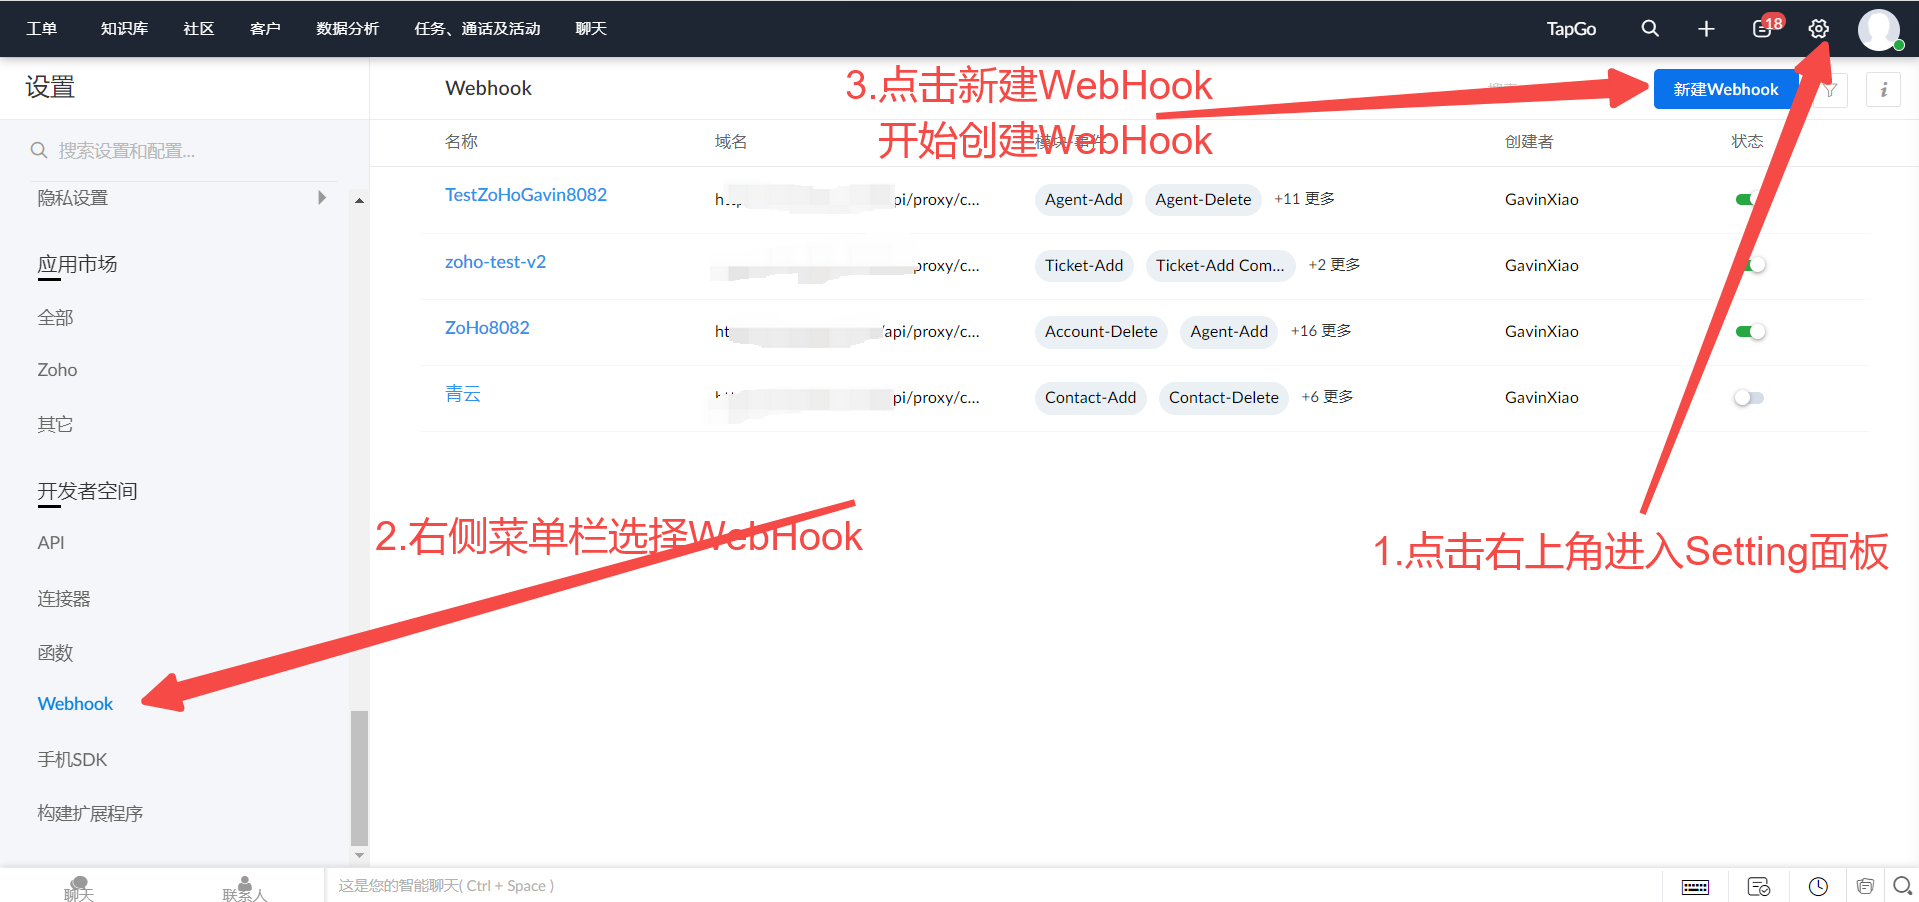 工单 知识库 社区 客户 数据分析 任务、通话及活动 聊天 TapGo 18
设置
Webhook
3.点击新建WebHook
开始创建WebHook
新建Webhook
搜索设置和配置...
名称 域名 创建者 状态
隐私设置
TestZoHoGavin8082 pi/proxy/c... Agent-Add Agent-Delete +11 更多 GavinXiao
应用市场
zoho-test-v2 proxy/c... Ticket-Add Ticket-Add Com... +2 更多 GavinXiao
全部
ZoHo8082 ht /api/proxy/c... Account-Delete Agent-Add +16 更多 GavinXiao
Zoho
青云 pi/proxy/c... Contact-Add Contact-Delete +6 更多 GavinXiao
其它
开发者空间
2.右侧菜单栏选择WebHook
1.点击右上角进入Setting面板
API
连接器
函数
Webhook
手机SDK
构建扩展程序
聊天 联系人 这是您的智能聊天( Ctrl + Space )